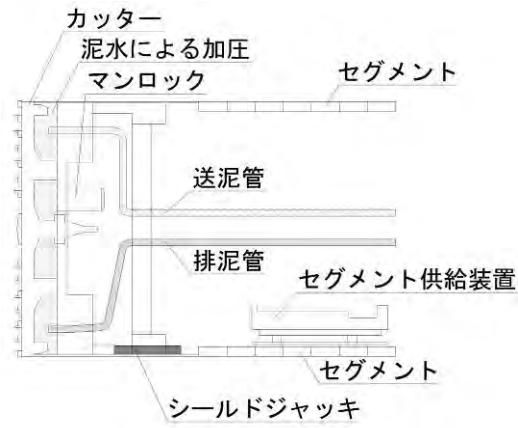 カッター
泥水による加圧
マンロック
セグメント
送泥管
排泥管
セグメント供給装置
セグメント
シールドジャッキ